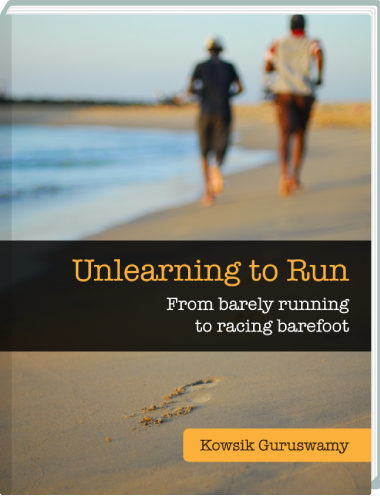 Unlearning to Run
From barely running
to racing barefoot
Kowsik Guruswamy